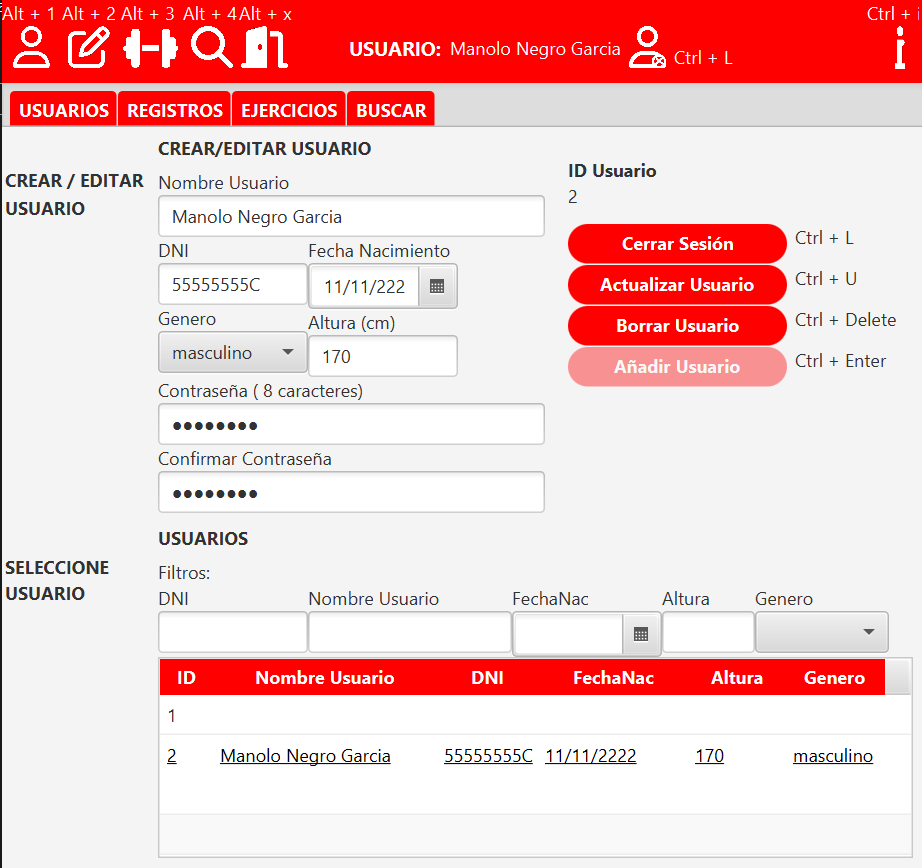 Alt + 1 Alt + 2 Alt + 3 Alt + 4 Alt + x Ctrl + i
USUARIO: Manolo Negro Garcia Ctrl + L
USUARIOS REGISTROS EJERCICIOS BUSCAR
CREAR/EDITAR USUARIO
CREAR / EDITAR USUARIO
Nombre Usuario
Manolo Negro Garcia
DNI Fecha Nacimiento
55555555C 11/11/222
Genero Altura (cm)
masculino 170
Contraseña ( 8 caracteres)
●●●●●●●●
Confirmar Contraseña
●●●●●●●●
ID Usuario
2
Cerrar Sesión Ctrl + L
Actualizar Usuario Ctrl + U
Borrar Usuario Ctrl + Delete
Añadir Usuario Ctrl + Enter
USUARIOS
SELECCIONE
USUARIO
Filtros:
DNI Nombre Usuario FechaNac Altura Genero
ID Nombre Usuario DNI FechaNac Altura Genero
1
2 Manolo Negro Garcia 55555555C 11/11/2222 170 masculino